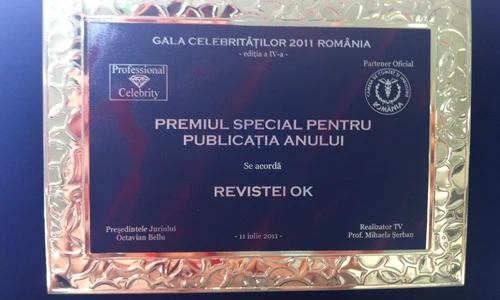 GALA CELEBRITĂȚILOR 2011 ROMÂNIA
- ediția a IV-a -
Professional
Celebrity
Partener Oficial
ROMÂNIA
PREMIUL SPECIAL PENTRU
PUBLICAȚIA ANULUI
Se acordă
REVISTEI OK
Președintele Juriului
Octavian Bellu
- 11 iulie 2011 -
Realizator TV
Prof. Mihaela Șerban